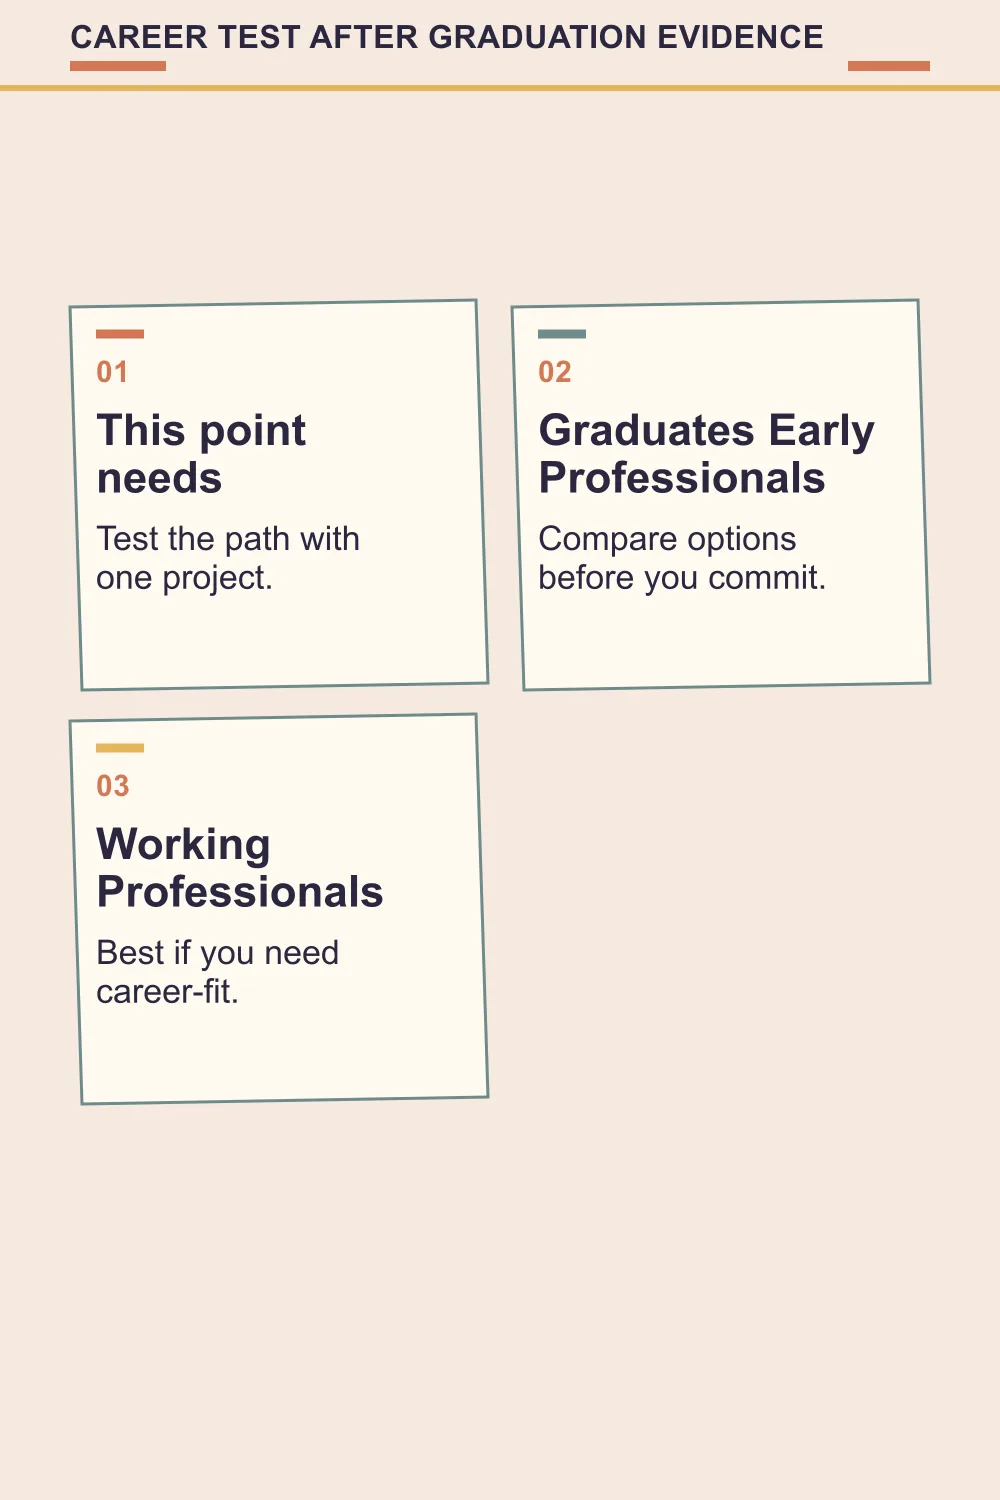 CAREER TEST AFTER GRADUATION EVIDENCE
01
This point
needs
Test the path with
one project.
02
Graduates Early
Professionals
Compare options
before you commit.
03
Working
Professionals
Best if you need
career-fit.